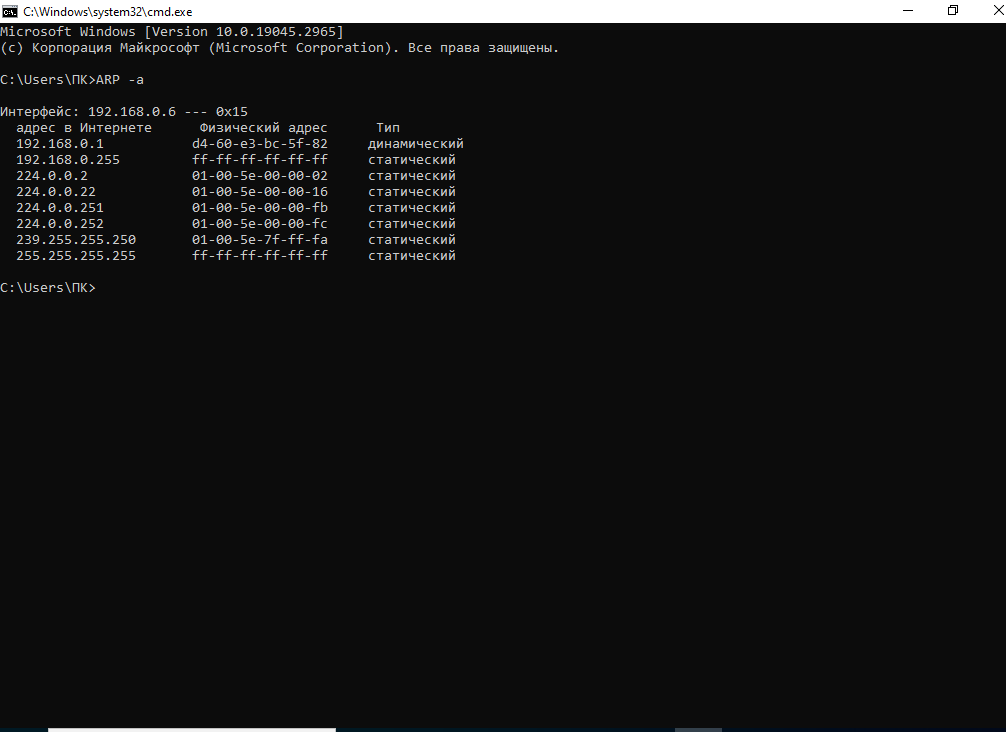 C:\Windows\system32\cmd.exe
Microsoft Windows [Version 10.0.19045.2965]
(c) Корпорация Майкрософт (Microsoft Corporation). Все права защищены.
C:\Users\ПК>ARP -a
Интерфейс: 192.168.0.6 --- 0x15
адрес в Интернете Физический адрес Тип
192.168.0.1 d4-60-e3-bc-5f-82 динамический
192.168.0.255 ff-ff-ff-ff-ff-ff статический
224.0.0.2 01-00-5e-00-00-02 статический
224.0.0.22 01-00-5e-00-00-16 статический
224.0.0.251 01-00-5e-00-00-fb статический
224.0.0.252 01-00-5e-00-00-fc статический
239.255.255.250 01-00-5e-7f-ff-fa статический
255.255.255.255 ff-ff-ff-ff-ff-ff статический
C:\Users\ПК>